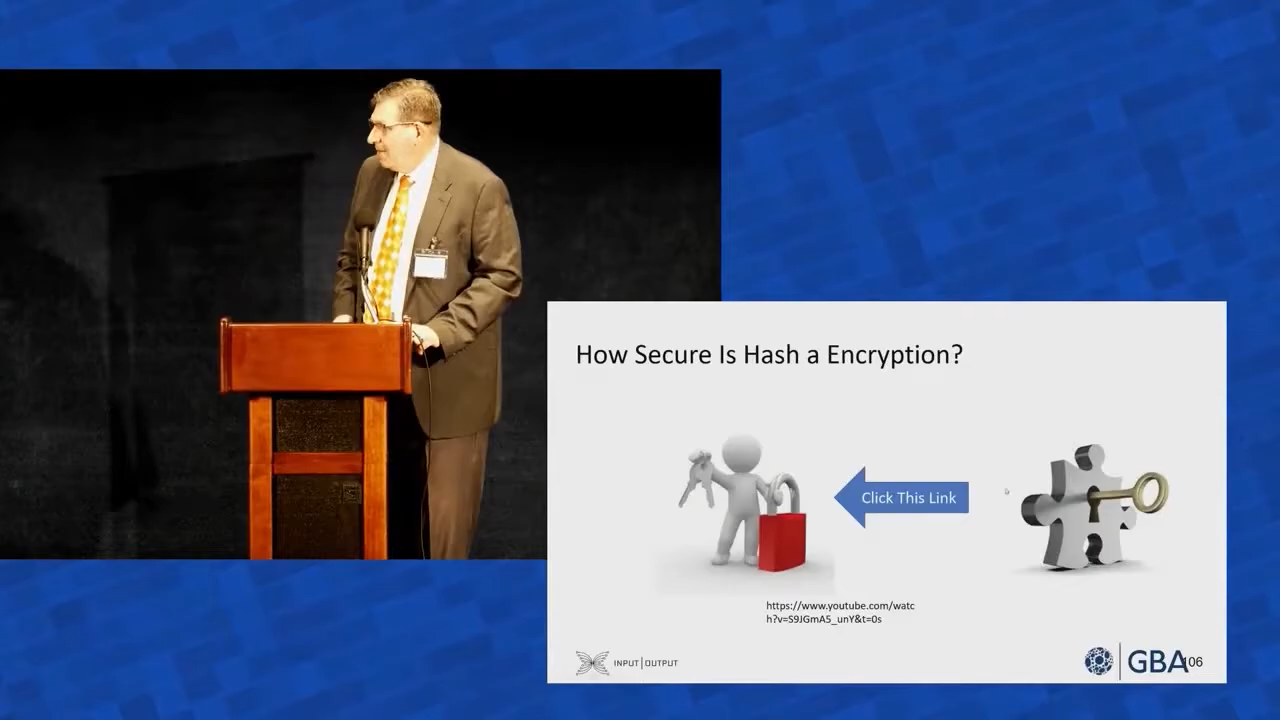 How Secure Is Hash a Encryption?
Click This Link
https://www.youtube.com/watc
h?v=S9JGmA5_unY&t=0s
INPUT|OUTPUT
GBA
106